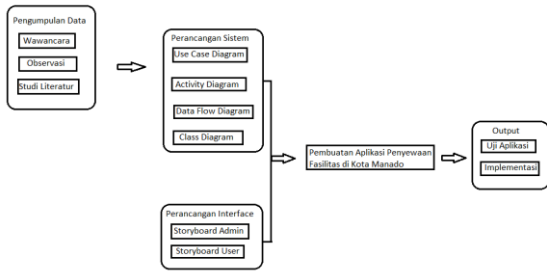 Pengumpulan Data
Wawancara
Observasi
Studi Literatur
Perancangan Sistem
Use Case Diagram
Activity Diagram
Data Flow Diagram
Class Diagram
Perancangan Interface
Storyboard Admin
Storyboard User
Pembuatan Aplikasi Penyewaan
Fasilitas di Kota Manado
Output
Uji Aplikasi
Implementasi